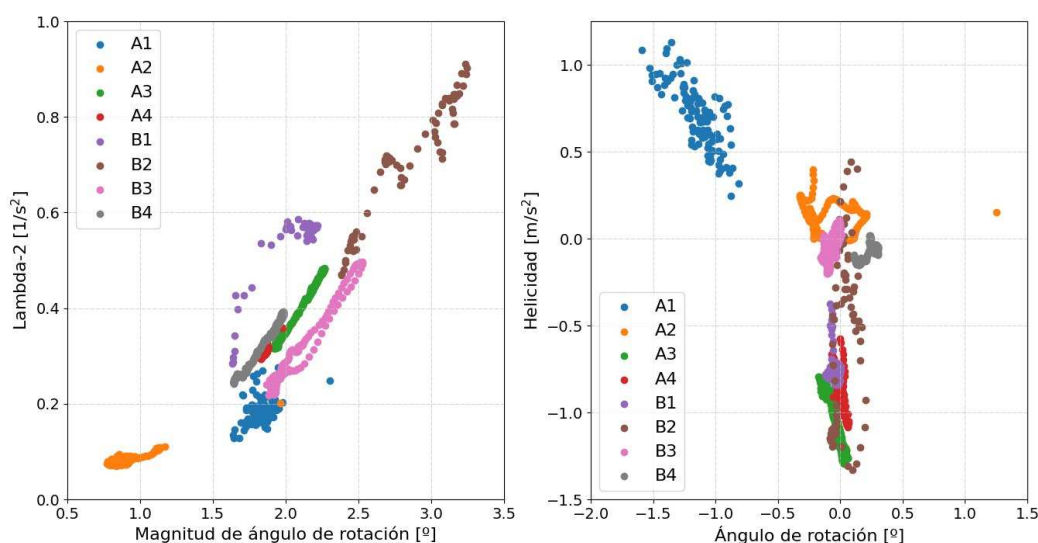 1.0
0.8
0.6
0.4
0.2
0.0
Lambda-2 [1/s²]
A1
A2
A3
A4
B1
B2
B3
B4
0.5 1.0 1.5 2.0 2.5 3.0 3.5
Magnitud de ángulo de rotación [º]
1.0
0.5
0.0
−0.5
−1.0
−1.5
Helicidad [m/s²]
A1
A2
A3
A4
B1
B2
B3
B4
−2.0 −1.5 −1.0 −0.5 0.0 0.5 1.0 1.5
Ángulo de rotación [º]